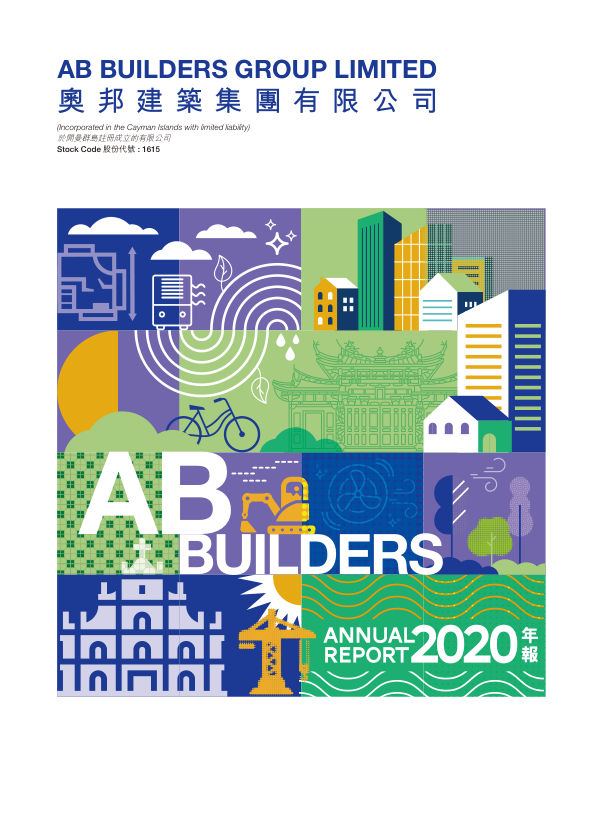 AB BUILDERS GROUP LIMITED
奧邦建築集團有限公司
(Incorporated in the Cayman Islands with limited liability)
於開曼群島註冊成立的有限公司
Stock Code 股份代號 : 1615
AB
BUILDERS
ANNUAL
REPORT
2020
年
報